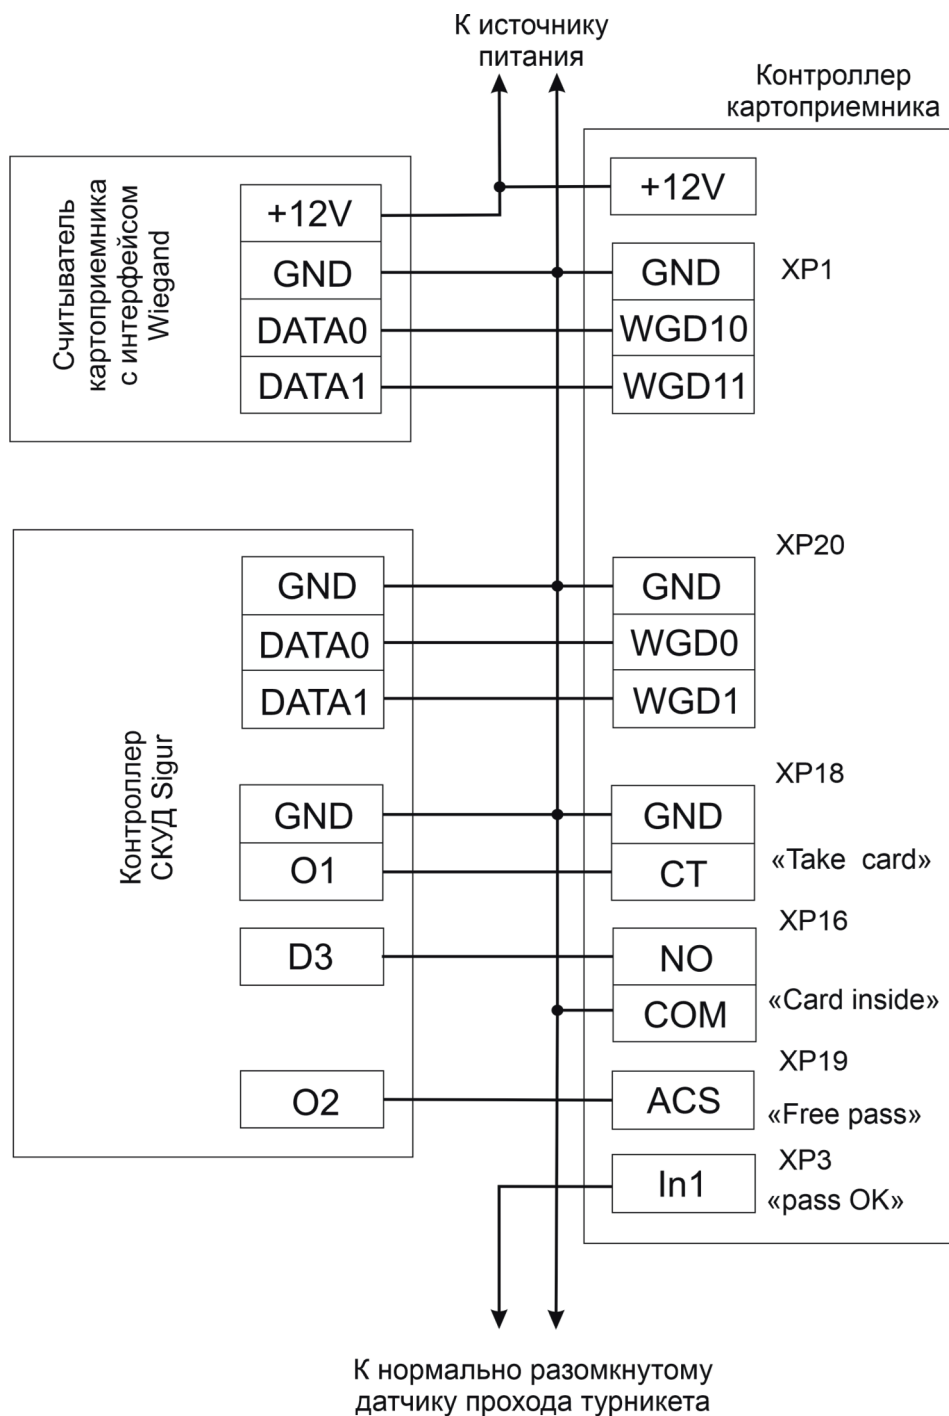 К источнику
питания
Контроллер
картоприемника
Считыватель
картоприемника
с интерфейсом
Wiegand
+12V
GND
DATA0
DATA1
+12V
GND
WGD10
WGD11
XP1
Контроллер
СКУД Sigur
GND
DATA0
DATA1
GND
O1
D3
O2
XP20
GND
WGD0
WGD1
XP18
GND
CT
«Take card»
XP16
NO
COM
«Card inside»
XP19
ACS
«Free pass»
XP3
In1
«pass OK»
К нормально разомкнутому
датчику прохода турникета